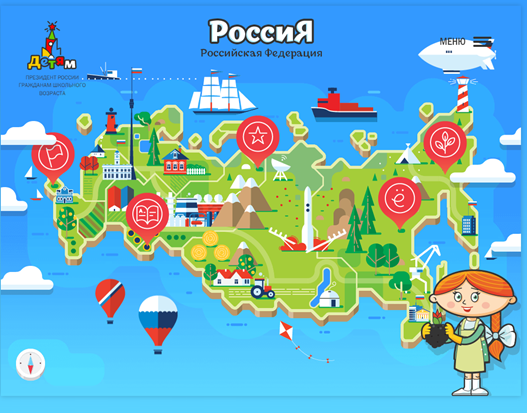 РоссиЯ
Российская Федерация
МЕНЮ
Детям
ПРЕЗИДЕНТ РОССИИ
ГРАЖДАНАМ ШКОЛЬНОГО
ВОЗРАСТА
ё